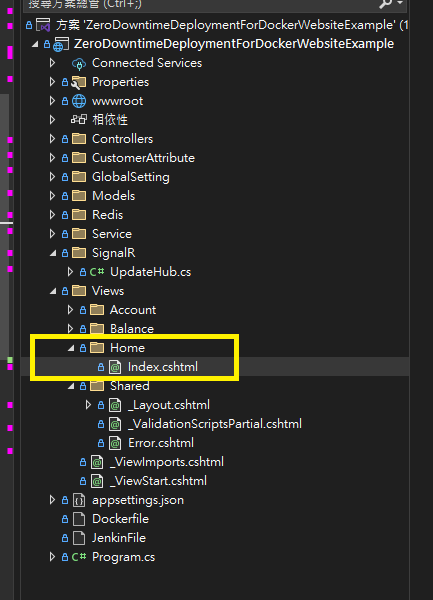 搜尋方案總管 (Ctrl+;)
方案 'ZeroDowntimeDeploymentForDockerWebsiteExample' (1
ZeroDowntimeDeploymentForDockerWebsiteExample
Connected Services
Properties
wwwroot
相依性
Controllers
CustomerAttribute
GlobalSetting
Models
Redis
Service
SignalR
C# UpdateHub.cs
Views
Account
Balance
Home
Index.cshtml
Shared
_Layout.cshtml
_ValidationScriptsPartial.cshtml
Error.cshtml
_ViewImports.cshtml
_ViewStart.cshtml
appsettings.json
Dockerfile
JenkinFile
C# Program.cs